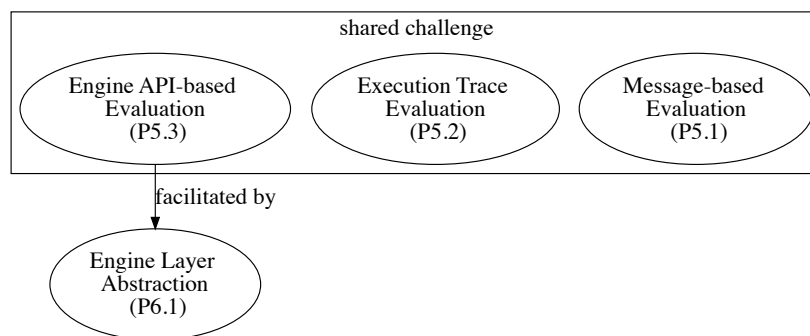 shared challenge
Engine API-based
Evaluation
(P5.3)
Execution Trace
Evaluation
(P5.2)
Message-based
Evaluation
(P5.1)
facilitated by
Engine Layer
Abstraction
(P6.1)